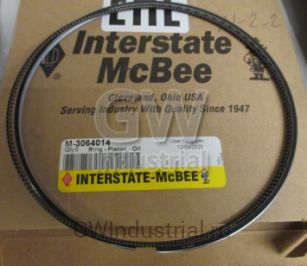 Interstate
McBee
Cleveland, Ohio USA
Serving Industry With Quality Since 1947
GW
Industrial
M-3064014
Ring - Piston - Oil
INTERSTATE-McBEE
GWIndustrial